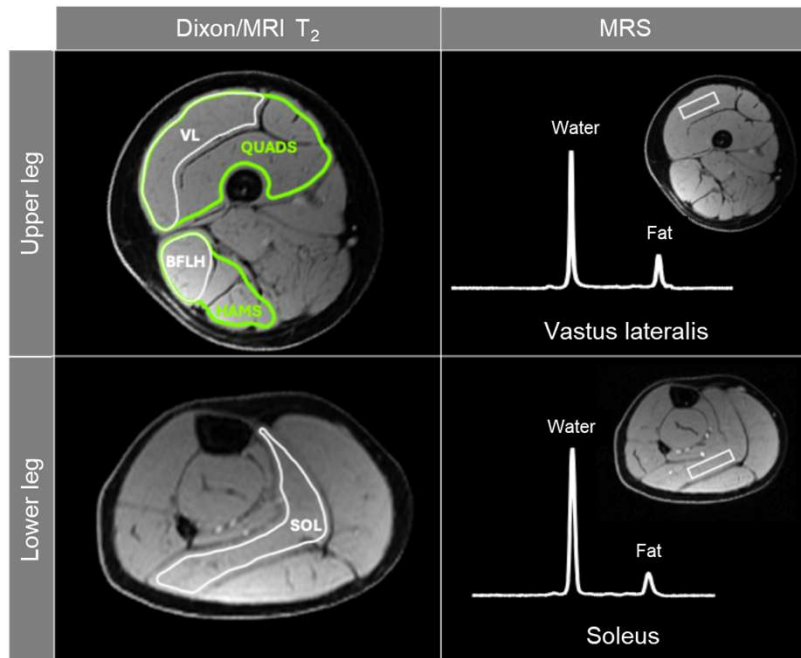 Dixon/MRI T₂
MRS
Upper leg
VL
QUADS
BFLH
HAMS
Water
Fat
Vastus lateralis
Lower leg
SOL
Water
Fat
Soleus